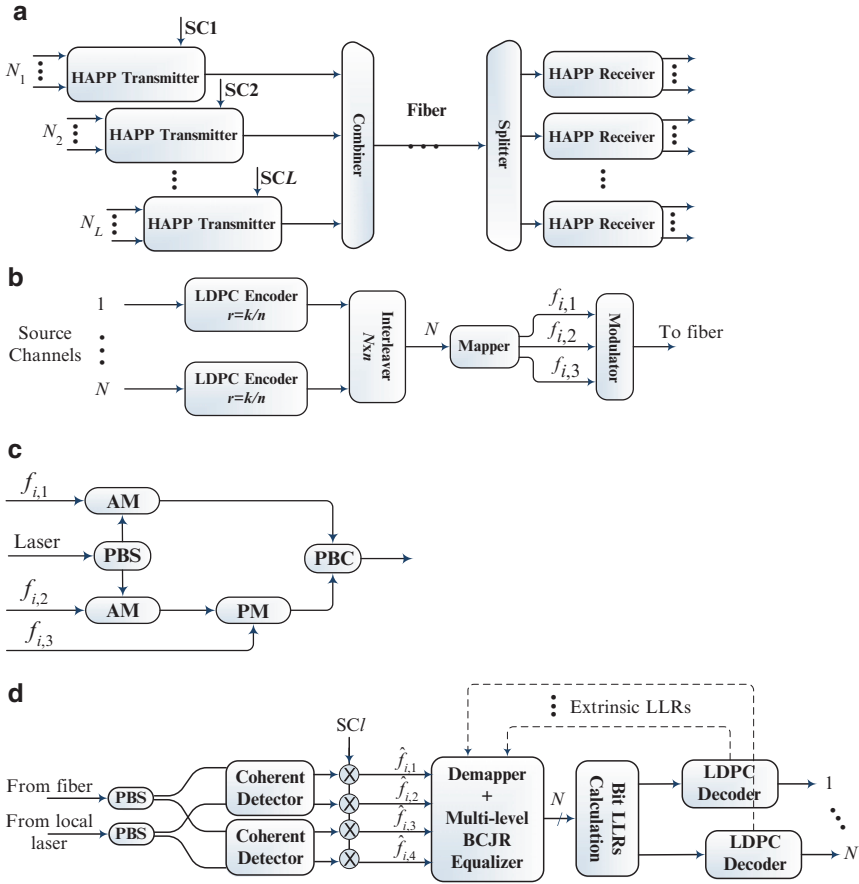 a
SC1
N1
HAPP Transmitter
SC2
N2
HAPP Transmitter
SCL
NL
HAPP Transmitter
Combiner
Fiber
Splitter
HAPP Receiver
HAPP Receiver
HAPP Receiver
b
Source
Channels
1
N
LDPC Encoder
r=k/n
LDPC Encoder
r=k/n
Interleaver
Nxn
N
Mapper
fi,1
fi,2
fi,3
Modulator
To fiber
c
fi,1
AM
Laser
PBS
PBC
fi,2
AM
PM
fi,3
d
From fiber
PBS
From local
laser
PBS
Coherent
Detector
Coherent
Detector
SCl
X
X
X
X
f̂i,1
f̂i,2
f̂i,3
f̂i,4
Demapper
+
Multi-level
BCJR
Equalizer
Extrinsic LLRs
N
Bit LLRs
Calculation
LDPC
Decoder
1
LDPC
Decoder
N